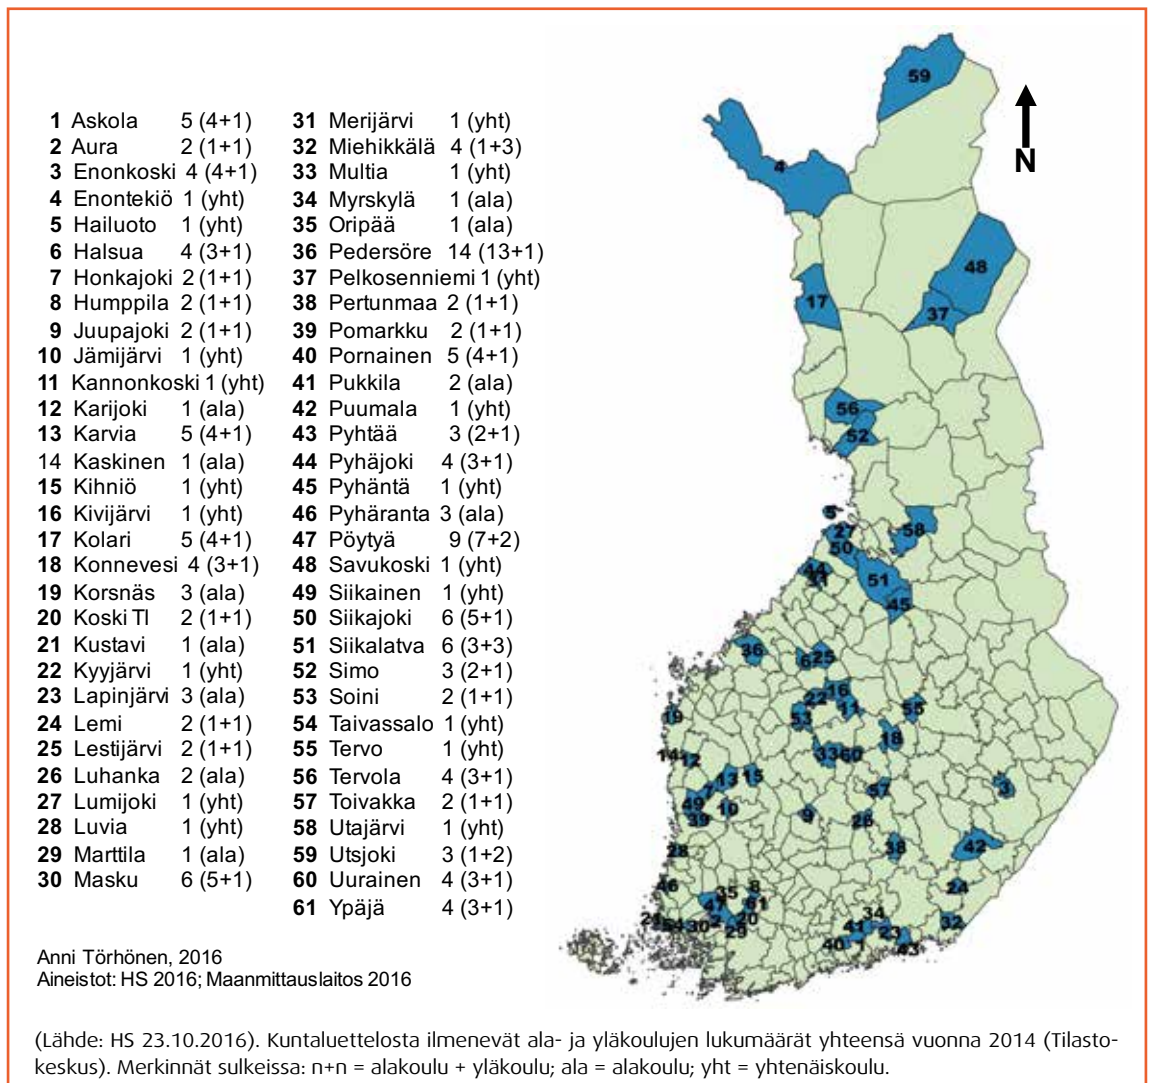 1 Askola 5 (4+1)
2 Aura 2 (1+1)
3 Enonkoski 4 (4+1)
4 Enontekiö 1 (yht)
5 Hailuoto 1 (yht)
6 Halsua 4 (3+1)
7 Honkajoki 2 (1+1)
8 Humppila 2 (1+1)
9 Juupajoki 2 (1+1)
10 Jämijärvi 1 (yht)
11 Kannonkoski 1 (yht)
12 Karijoki 1 (ala)
13 Karvia 5 (4+1)
14 Kaskinen 1 (ala)
15 Kihniö 1 (yht)
16 Kivijärvi 1 (yht)
17 Kolari 5 (4+1)
18 Konnevesi 4 (3+1)
19 Korsnäs 3 (ala)
20 Koski Tl 2 (1+1)
21 Kustavi 1 (ala)
22 Kyyjärvi 1 (yht)
23 Lapinjärvi 3 (ala)
24 Lemi 2 (1+1)
25 Lestijärvi 2 (1+1)
26 Luhanka 2 (ala)
27 Lumijoki 1 (yht)
28 Luvia 1 (yht)
29 Marttila 1 (ala)
30 Masku 6 (5+1)
31 Merijärvi 1 (yht)
32 Miehikkälä 4 (1+3)
33 Multia 1 (yht)
34 Myrskylä 1 (ala)
35 Oripää 1 (ala)
36 Pedersöre 14 (13+1)
37 Pelkosenniemi 1 (yht)
38 Pertunmaa 2 (1+1)
39 Pomarkku 2 (1+1)
40 Pornainen 5 (4+1)
41 Pukkila 2 (ala)
42 Puumala 1 (yht)
43 Pyhtää 3 (2+1)
44 Pyhäjoki 4 (3+1)
45 Pyhäntä 1 (yht)
46 Pyhäranta 3 (ala)
47 Pöytyä 9 (7+2)
48 Savukoski 1 (yht)
49 Siikainen 1 (yht)
50 Siikajoki 6 (5+1)
51 Siikalatva 6 (3+3)
52 Simo 3 (2+1)
53 Soini 2 (1+1)
54 Taivassalo 1 (yht)
55 Tervo 1 (yht)
56 Tervola 4 (3+1)
57 Toivakka 2 (1+1)
58 Utajärvi 1 (yht)
59 Utsjoki 3 (1+2)
60 Uurainen 4 (3+1)
61 Ypäjä 4 (3+1)
Anni Törhönen, 2016
Aineistot: HS 2016; Maanmittauslaitos 2016
N
59
4
48
17
37
56
52
5
27
58
50
44
31
51
45
36
6 25
16
22
11
53
55
19
18
14 12
33 60
13 15
7
3
57
49
10
39
9
26
28
38
42
46
35 8
24
47 61
34
21 54 30 2 20
29
41 23 32
40 1 43
(Lähde: HS 23.10.2016). Kuntaluettelosta ilmenevät ala- ja yläkoulujen lukumäärät yhteensä vuonna 2014 (Tilasto-
keskus). Merkinnät sulkeissa: n+n = alakoulu + yläkoulu; ala = alakoulu; yht = yhtenäiskoulu.